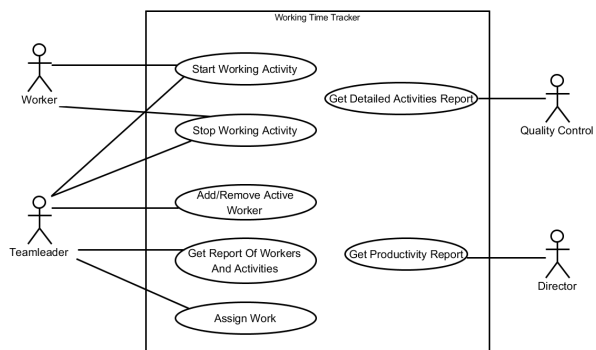 Working Time Tracker
Start Working Activity
Worker
Get Detailed Activities Report
Quality Control
Stop Working Activity
Add/Remove Active
Worker
Teamleader
Get Report Of Workers
And Activities
Get Productivity Report
Director
Assign Work